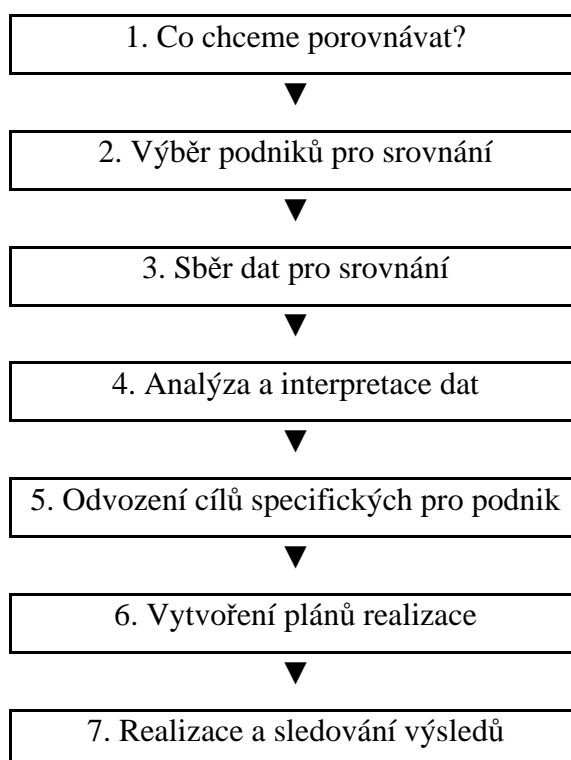 1. Co chceme porovnávat?
2. Výběr podniků pro srovnání
3. Sběr dat pro srovnání
4. Analýza a interpretace dat
5. Odvození cílů specifických pro podnik
6. Vytvoření plánů realizace
7. Realizace a sledování výsledů